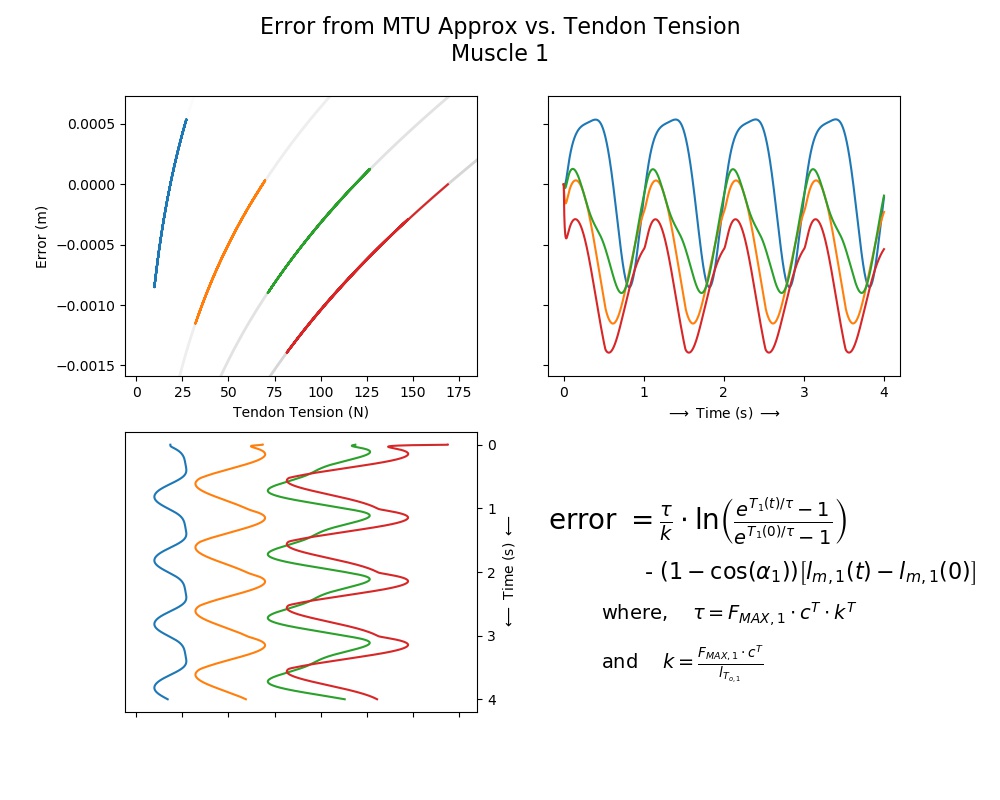 Error from MTU Approx vs. Tendon Tension
Muscle 1
0.0005
0.0000
−0.0005
−0.0010
−0.0015
Error (m)
0 25 50 75 100 125 150 175
Tendon Tension (N)
0 1 2 3 4
⟶ Time (s) ⟶
0
1
2
3
4
⟵ Time (s) ⟵
error = \frac{τ}{k} · ln(\frac{e^{T_1(t)/τ} − 1}{e^{T_1(0)/τ} − 1})
- (1 − cos(α_1))[l_{m,1}(t) − l_{m,1}(0)]
where, τ = F_{MAX,1} · c^T · k^T
and k = \frac{F_{MAX,1} · c^T}{l_{T_{o,1}}}